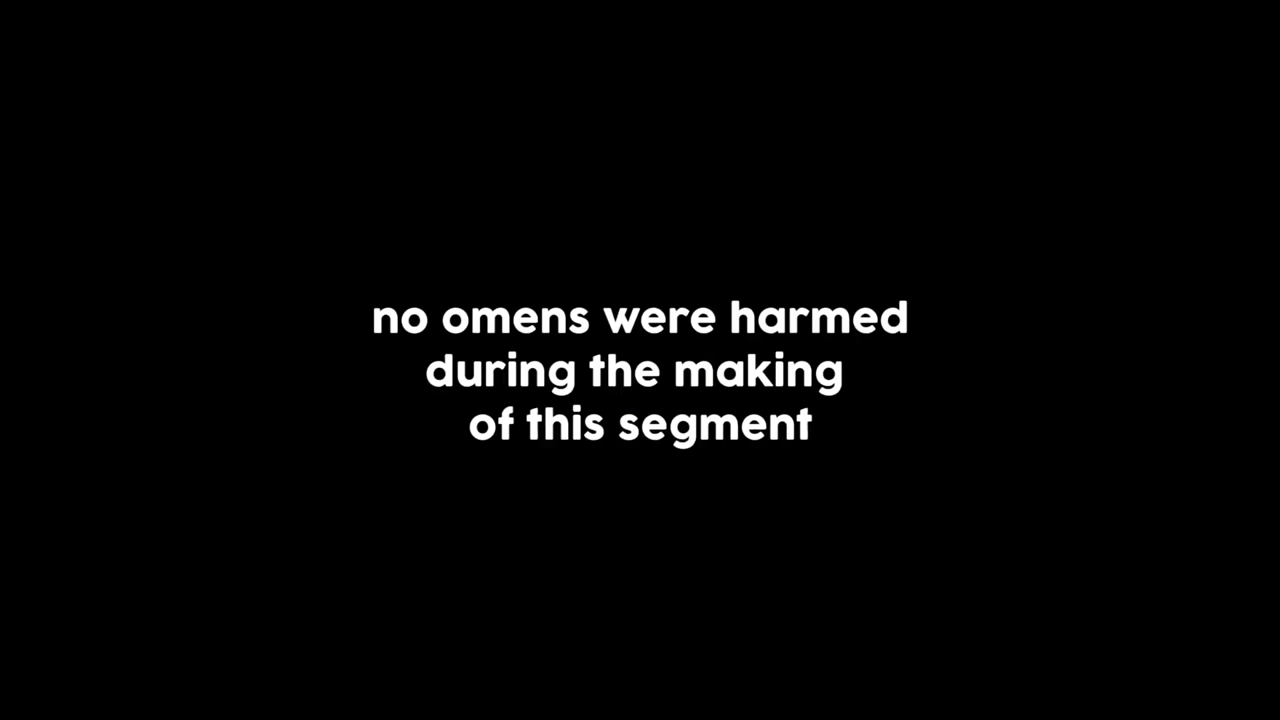 no omens were harmed
during the making
of this segment